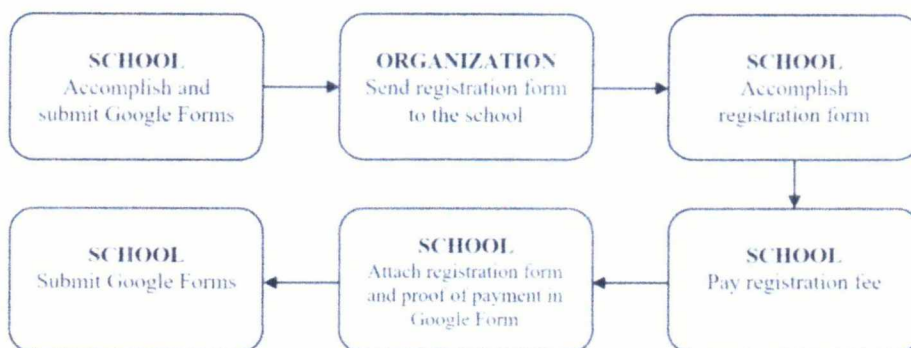 SCHOOL
Accomplish and
submit Google Forms
ORGANIZATION
Send registration form
to the school
SCHOOL
Accomplish
registration form
SCHOOL
Pay registration fee
SCHOOL
Attach registration form
and proof of payment in
Google Form
SCHOOL
Submit Google Forms